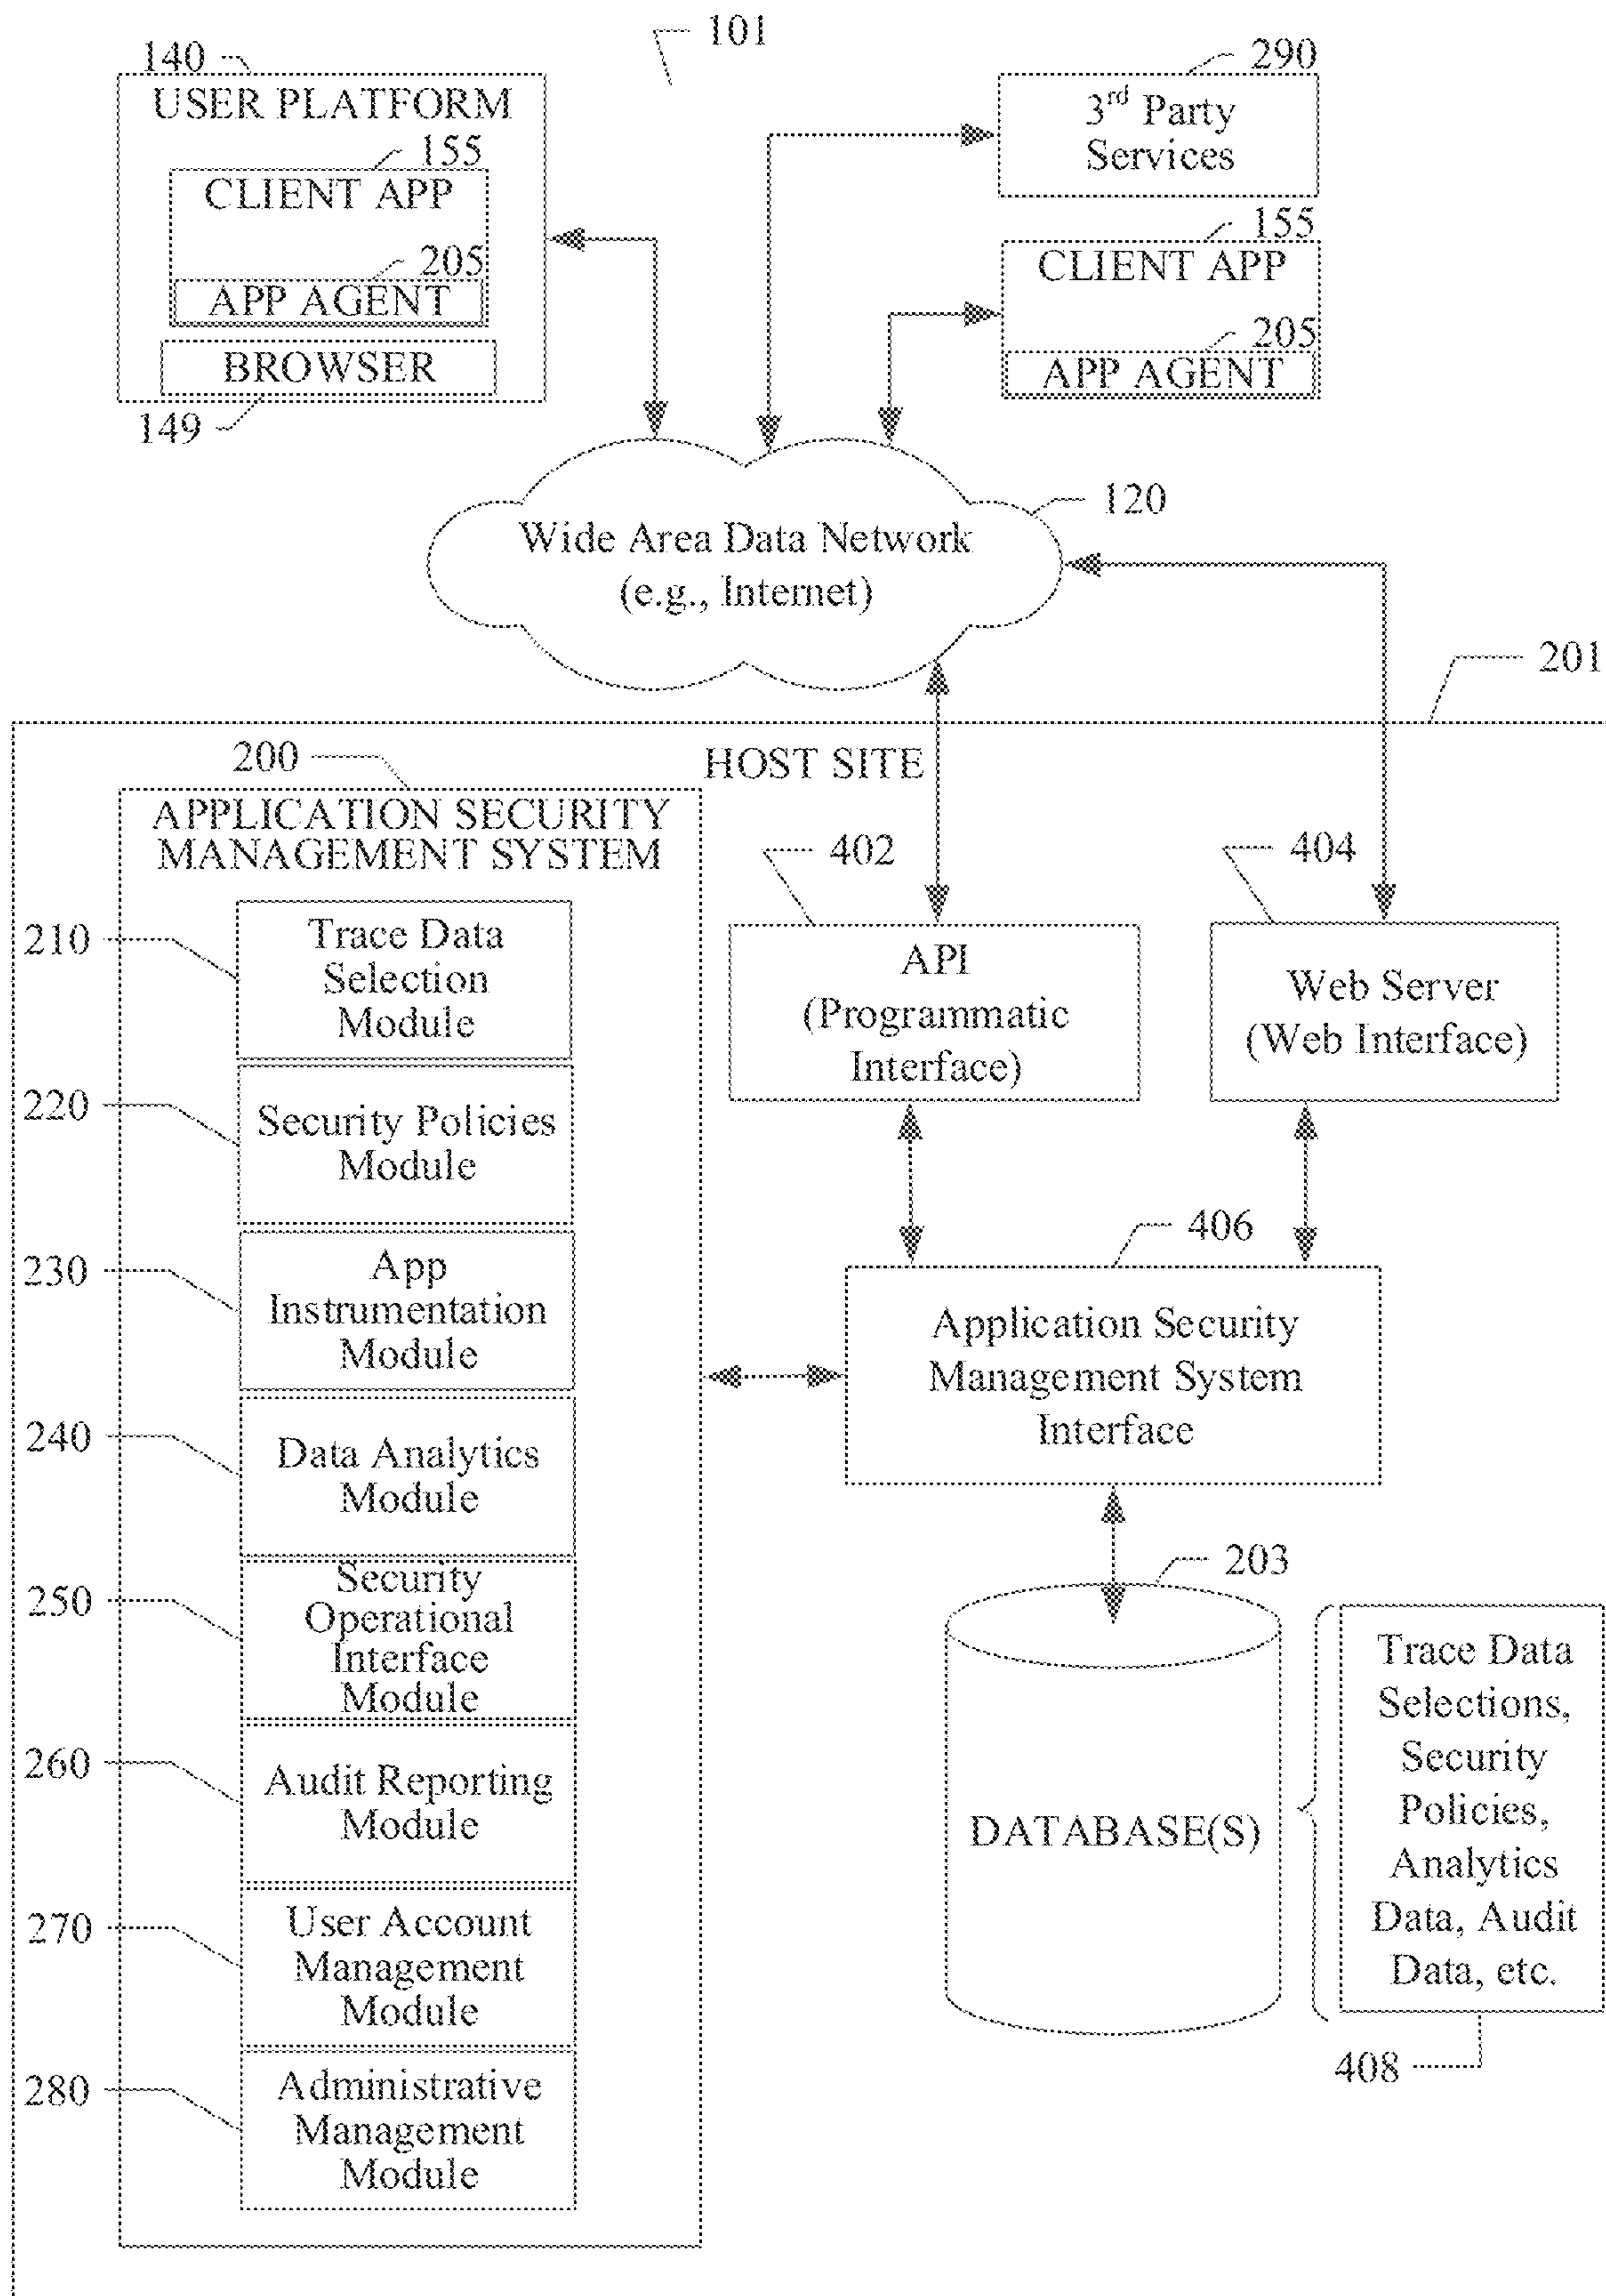 101
140
USER PLATFORM
155
CLIENT APP
205
APP AGENT
BROWSER
149
290
3rd Party
Services
155
CLIENT APP
205
APP AGENT
120
Wide Area Data Network
(e.g., Internet)
201
HOST SITE
200
APPLICATION SECURITY
MANAGEMENT SYSTEM
210
Trace Data
Selection
Module
220
Security Policies
Module
230
App
Instrumentation
Module
240
Data Analytics
Module
250
Security
Operational
Interface
Module
260
Audit Reporting
Module
270
User Account
Management
Module
280
Administrative
Management
Module
402
API
(Programmatic
Interface)
404
Web Server
(Web Interface)
406
Application Security
Management System
Interface
203
DATABASE(S)
Trace Data
Selections,
Security
Policies,
Analytics
Data, Audit
Data, etc.
408